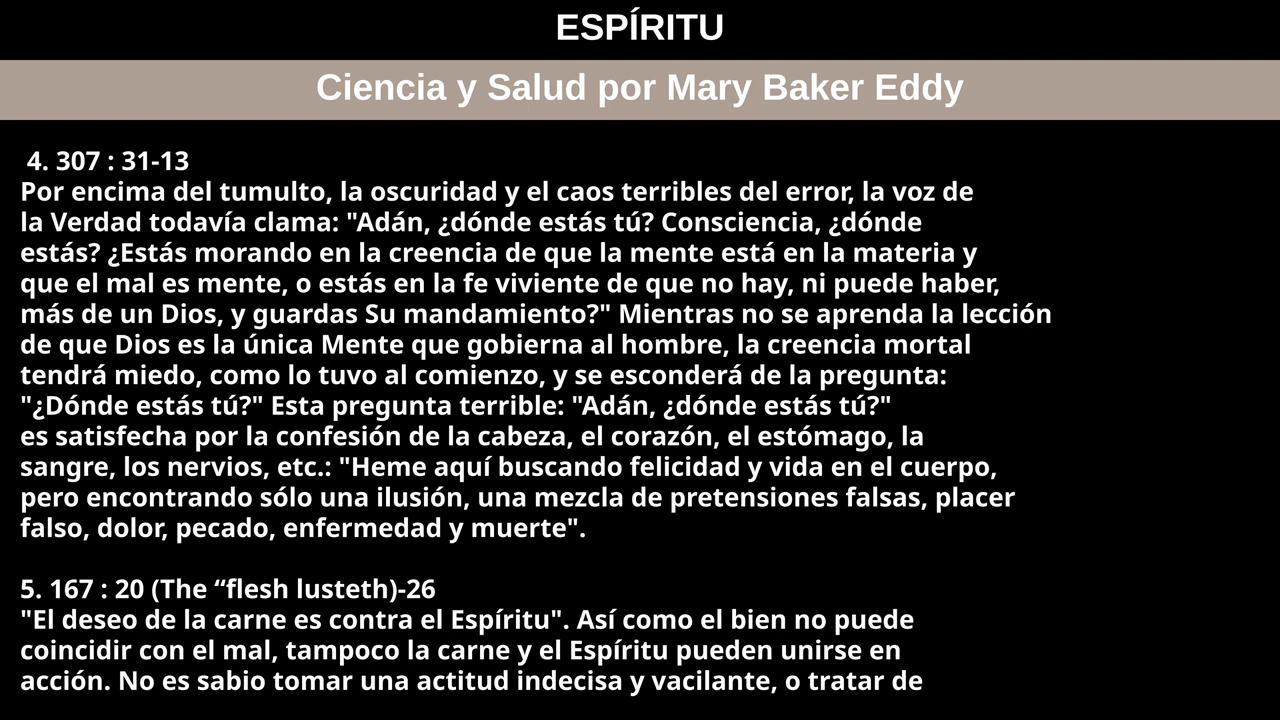 ESPÍRITU
Ciencia y Salud por Mary Baker Eddy
4. 307 : 31-13
Por encima del tumulto, la oscuridad y el caos terribles del error, la voz de
la Verdad todavía clama: "Adán, ¿dónde estás tú? Consciencia, ¿dónde
estás? ¿Estás morando en la creencia de que la mente está en la materia y
que el mal es mente, o estás en la fe viviente de que no hay, ni puede haber,
más de un Dios, y guardas Su mandamiento?" Mientras no se aprenda la lección
de que Dios es la única Mente que gobierna al hombre, la creencia mortal
tendrá miedo, como lo tuvo al comienzo, y se esconderá de la pregunta:
"¿Dónde estás tú?" Esta pregunta terrible: "Adán, ¿dónde estás tú?"
es satisfecha por la confesión de la cabeza, el corazón, el estómago, la
sangre, los nervios, etc.: "Heme aquí buscando felicidad y vida en el cuerpo,
pero encontrando sólo una ilusión, una mezcla de pretensiones falsas, placer
falso, dolor, pecado, enfermedad y muerte".
5. 167 : 20 (The “flesh lusteth)-26
"El deseo de la carne es contra el Espíritu". Así como el bien no puede
coincidir con el mal, tampoco la carne y el Espíritu pueden unirse en
acción. No es sabio tomar una actitud indecisa y vacilante, o tratar de